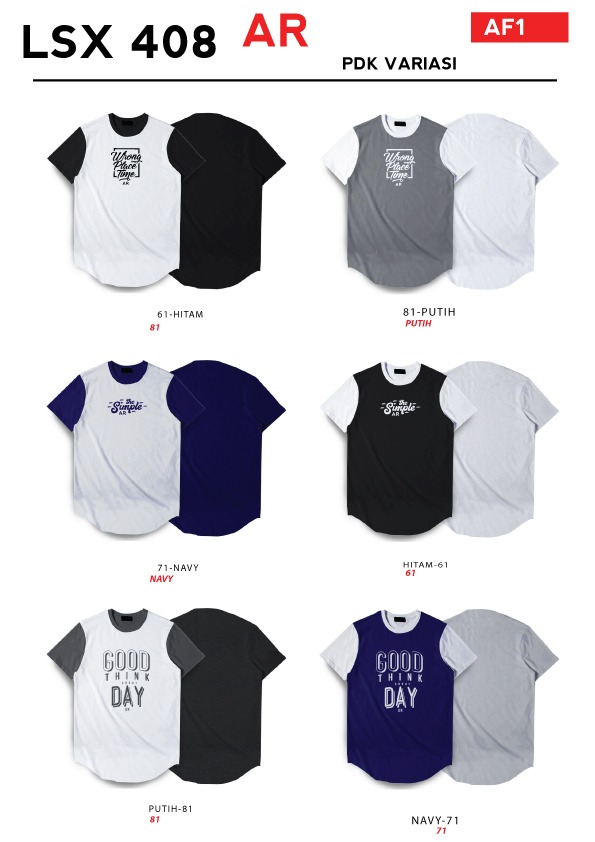 LSX 408 AR AF1
PDK VARIASI
Wrong
Place
Time
AR
Wrong
Place
Time
AR
61-HITAM
81
81-PUTIH
PUTIH
The
Simple
AR
The
Simple
AR
71-NAVY
NAVY
HITAM-61
61
GOOD
THINK
DAY
AR
GOOD
THINK
DAY
AR
PUTIH-81
81
NAVY-71
71